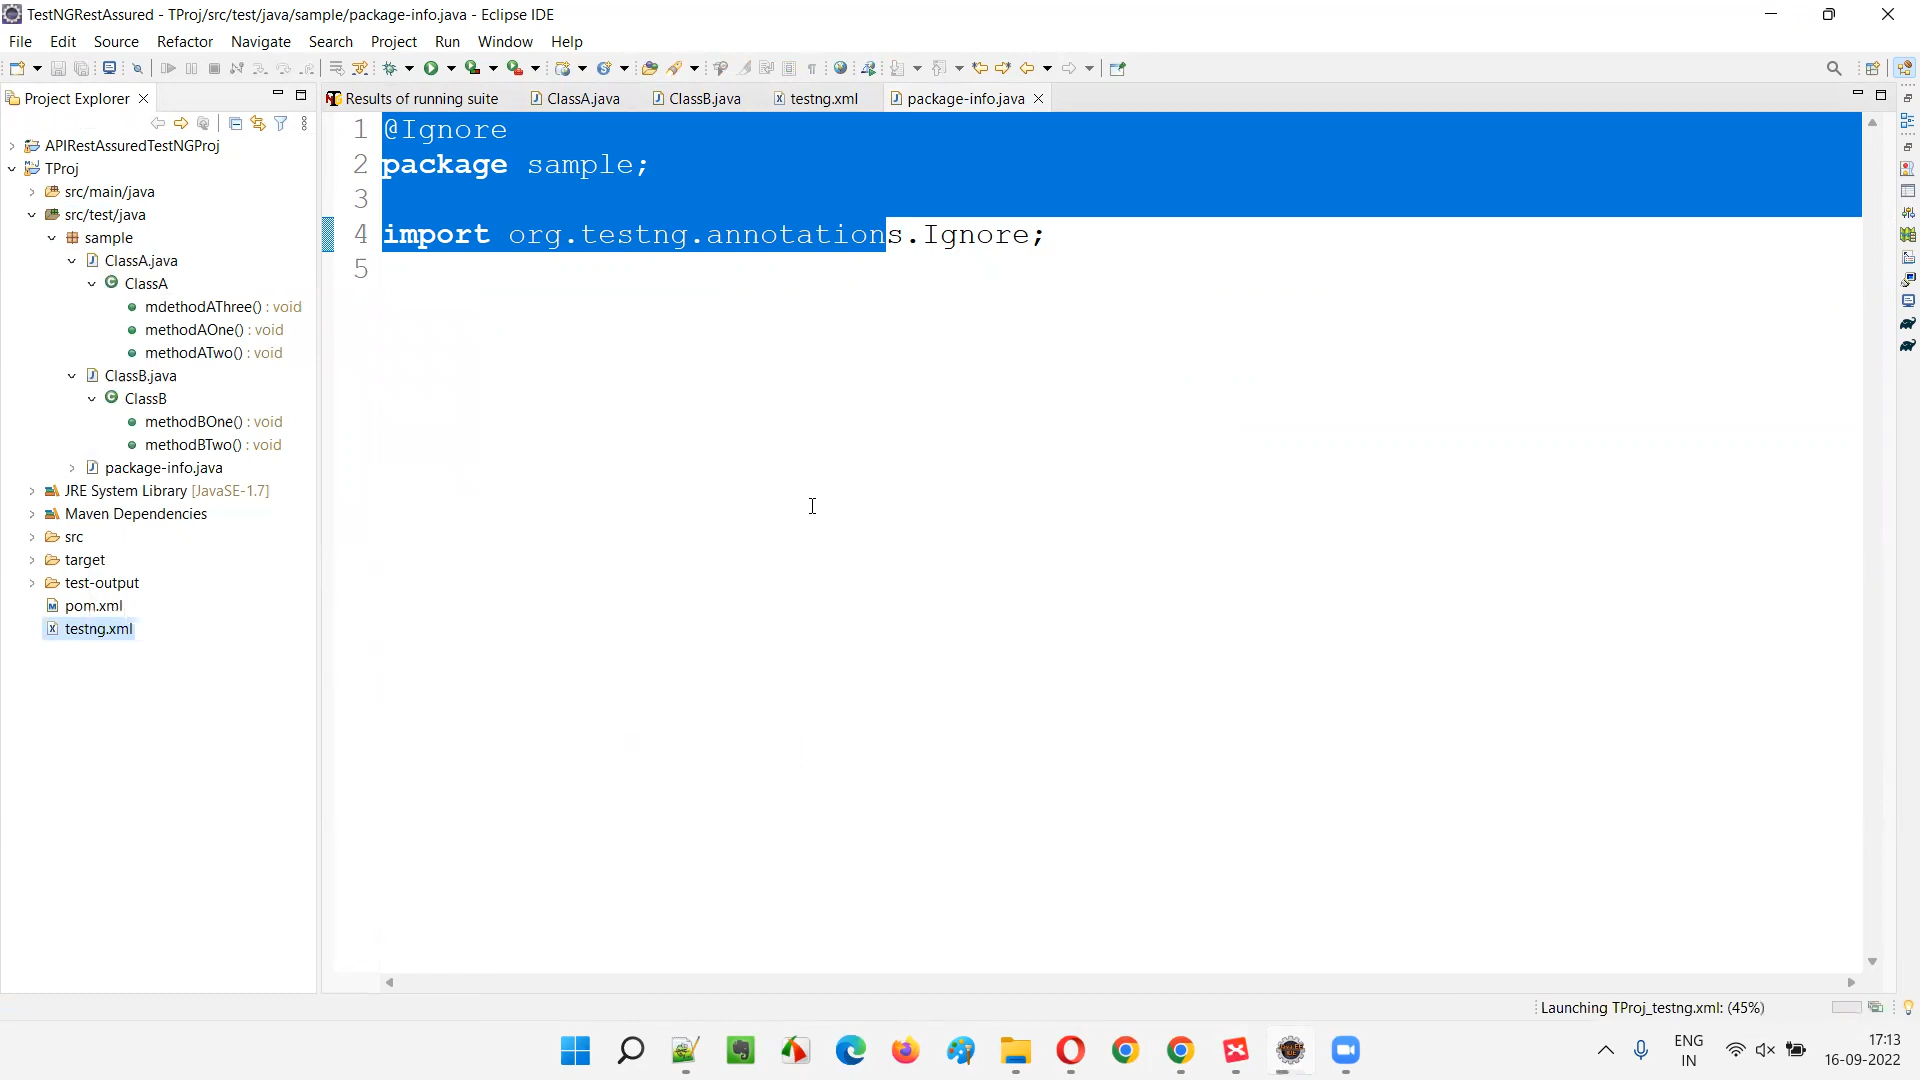 TestNGRestAssured - TProj/src/test/java/sample/package-info.java - Eclipse IDE
File Edit Source Refactor Navigate Search Project Run Window Help
Project Explorer
Results of running suite ClassA.java ClassB.java testng.xml package-info.java
APIRestAssuredTestNGProj
TProj
src/main/java
src/test/java
sample
ClassA.java
ClassA
mdethodAThree() : void
methodAOne() : void
methodATwo() : void
ClassB.java
ClassB
methodBOne() : void
methodBTwo() : void
package-info.java
JRE System Library [JavaSE-1.7]
Maven Dependencies
src
target
test-output
pom.xml
testng.xml
1 @Ignore
2 package sample;
3
4 import org.testng.annotations.Ignore;
5
Launching TProj_testng.xml: (45%)
ENG
IN
17:13
16-09-2022